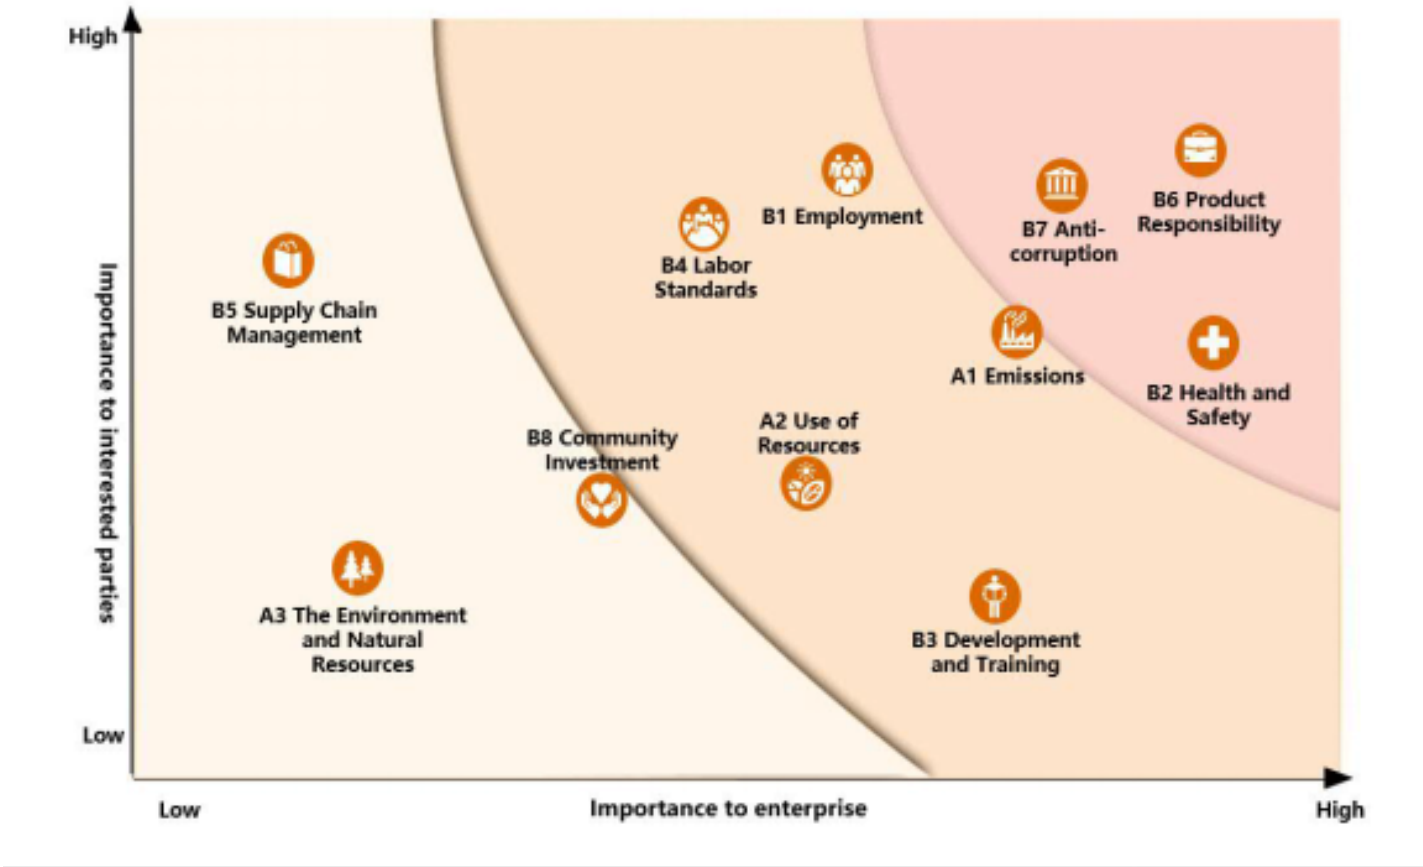 High
B6 Product
Responsibility
B1 Employment
B7 Anti-
corruption
B4 Labor
Standards
B5 Supply Chain
Management
A1 Emissions
B2 Health and
Safety
A2 Use of
Resources
B8 Community
Investment
A3 The Environment
and Natural
Resources
B3 Development
and Training
Importance to interested parties
Low
Low
Importance to enterprise
High